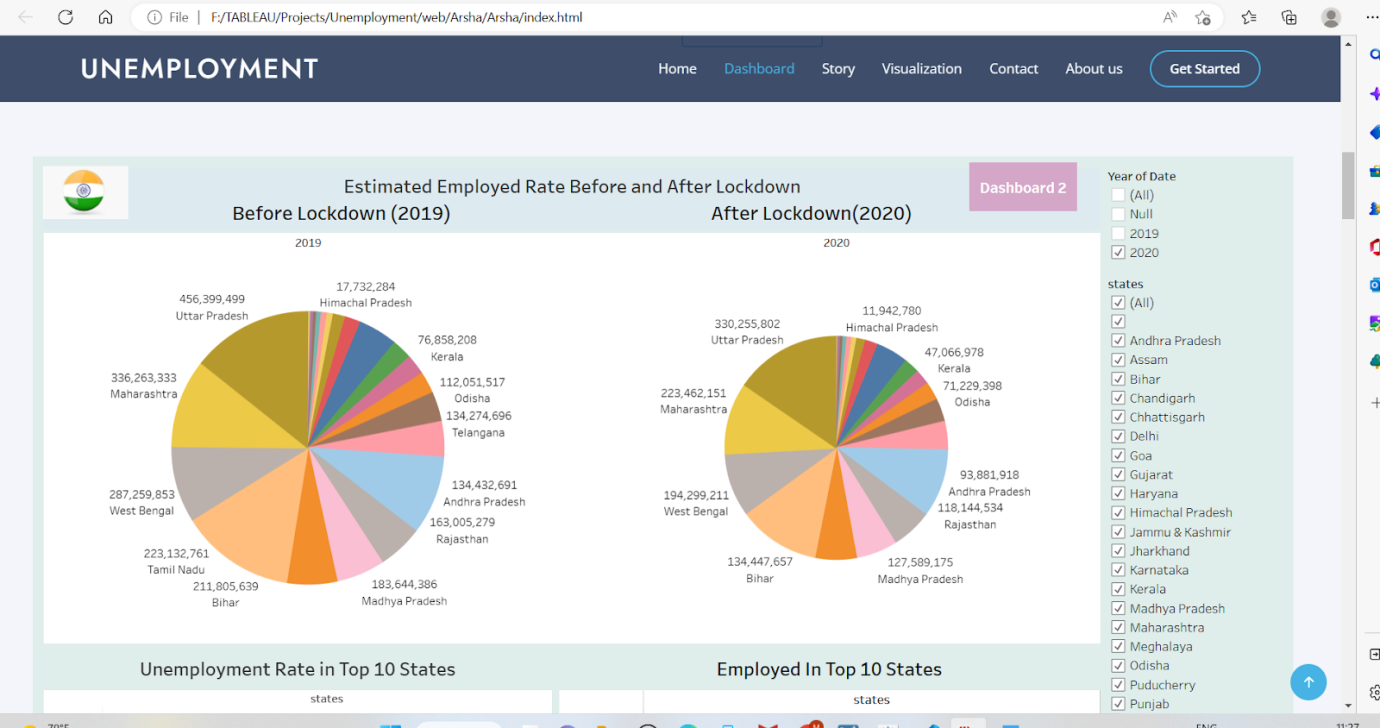 File
F:/TABLEAU/Projects/Unemployment/web/Arsha/Arsha/index.html
UNEMPLOYMENT
Home
Dashboard
Story
Visualization
Contact
About us
Get Started
Estimated Employed Rate Before and After Lockdown
Before Lockdown (2019)
After Lockdown(2020)
Dashboard 2
2019
17,732,284
Himachal Pradesh
456,399,499
Uttar Pradesh
76,858,208
Kerala
336,263,333
Maharashtra
112,051,517
Odisha
134,274,696
Telangana
287,259,853
West Bengal
134,432,691
Andhra Pradesh
163,005,279
Rajasthan
223,132,761
Tamil Nadu
211,805,639
Bihar
183,644,386
Madhya Pradesh
2020
11,942,780
Himachal Pradesh
330,255,802
Uttar Pradesh
47,066,978
Kerala
223,462,151
Maharashtra
71,229,398
Odisha
194,299,211
West Bengal
93,881,918
Andhra Pradesh
118,144,534
Rajasthan
134,447,657
Bihar
127,589,175
Madhya Pradesh
Year of Date
(All)
Null
2019
2020
states
(All)
Andhra Pradesh
Assam
Bihar
Chandigarh
Chhattisgarh
Delhi
Goa
Gujarat
Haryana
Himachal Pradesh
Jammu & Kashmir
Jharkhand
Karnataka
Kerala
Madhya Pradesh
Maharashtra
Meghalaya
Odisha
Puducherry
Punjab
Unemployment Rate in Top 10 States
Employed In Top 10 States
states
states